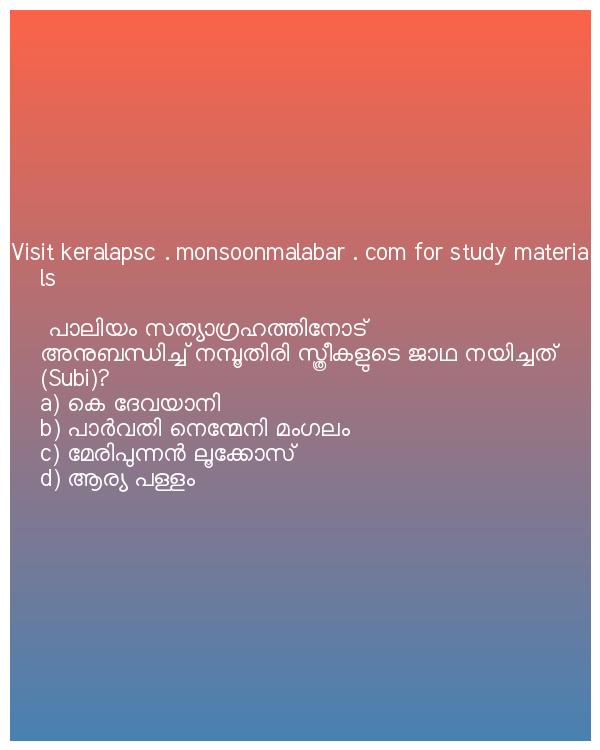 Visit keralapsc . monsoonmalabar . com for study materia
ls
പാലിയം സത്യാഗ്രഹത്തിനോട്
അനുബന്ധിച്ച് നമ്പൂതിരി സ്ത്രീകളുടെ ജാഥ നയിച്ചത്
(Subi)?
a) കെ ദേവയാനി
b) പാർവതി നെന്മേനി മംഗലം
c) മേരിപുന്നൻ ലൂക്കോസ്
d) ആര്യ പള്ളം